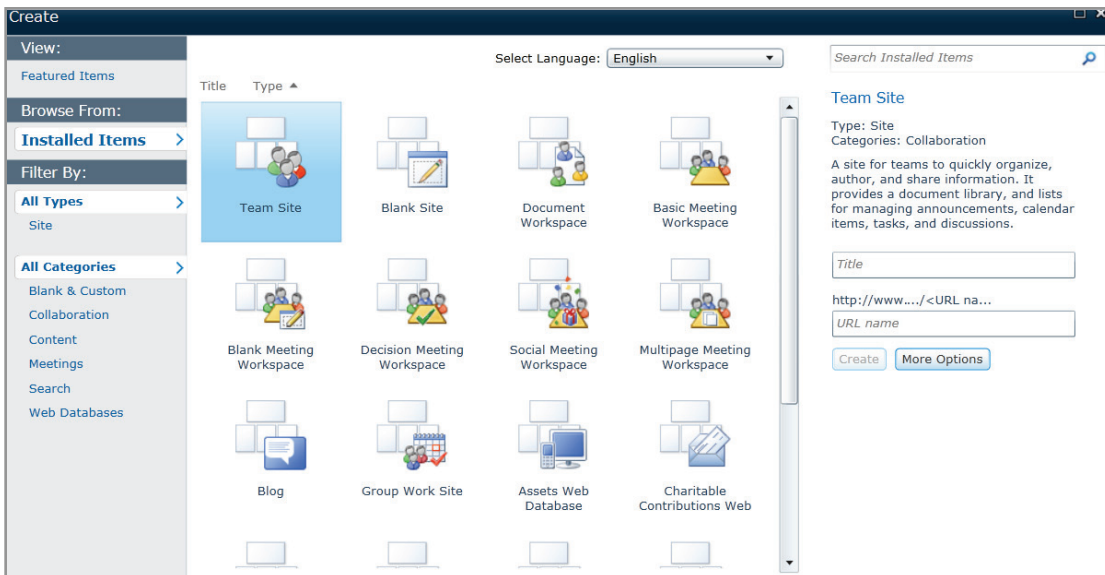 Create
View:
Featured Items
Browse From:
Installed Items
Filter By:
All Types
Site
All Categories
Blank & Custom
Collaboration
Content
Meetings
Search
Web Databases
Select Language: English
Title Type
Team Site
Blank Site
Document
Workspace
Basic Meeting
Workspace
Blank Meeting
Workspace
Decision Meeting
Workspace
Social Meeting
Workspace
Multipage Meeting
Workspace
Blog
Group Work Site
Assets Web
Database
Charitable
Contributions Web
Search Installed Items
Team Site
Type: Site
Categories: Collaboration
A site for teams to quickly organize,
author, and share information. It
provides a document library, and lists
for managing announcements, calendar
items, tasks, and discussions.
Title
http://www..../<URL na...
URL name
Create More Options